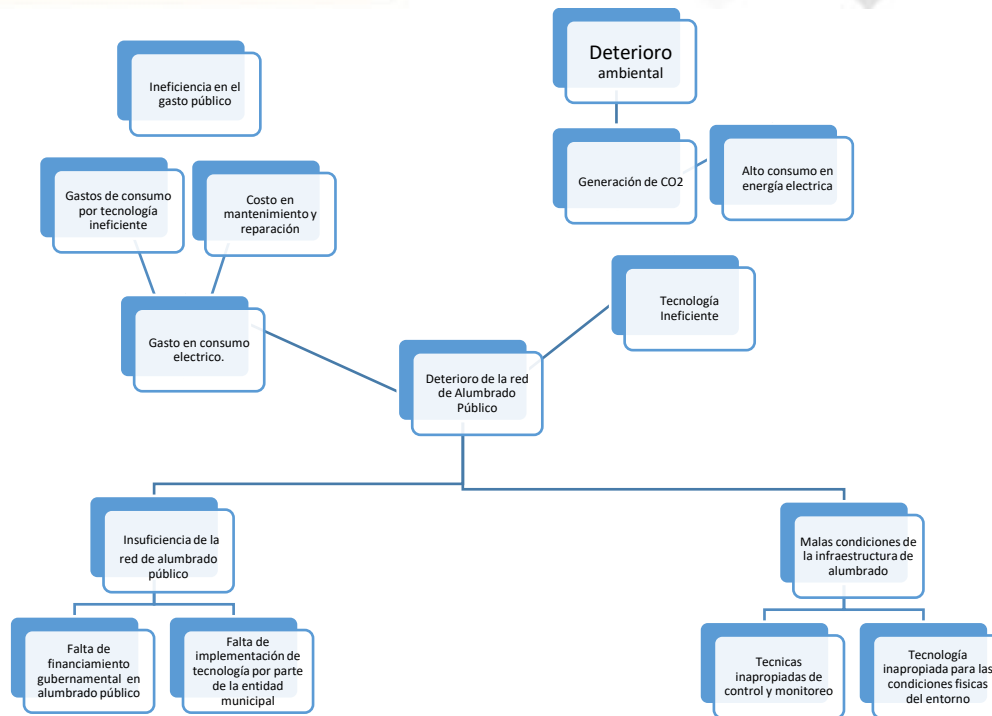 Deterioro
ambiental
Ineficiencia en el
gasto público
Generación de CO2
Alto consumo en
energía electrica
Gastos de consumo
por tecnología
ineficiente
Costo en
mantenimiento y
reparación
Tecnología
Ineficiente
Gasto en consumo
electrico.
Deterioro de la red
de Alumbrado
Público
Insuficiencia de la
red de alumbrado
público
Malas condiciones de
la infraestructura de
alumbrado
Falta de
financiamiento
gubernamental en
alumbrado público
Falta de
implementación de
tecnología por parte
de la entidad
municipal
Tecnicas
inapropiadas de
control y monitoreo
Tecnología
inapropiada para las
condiciones fisicas
del entorno